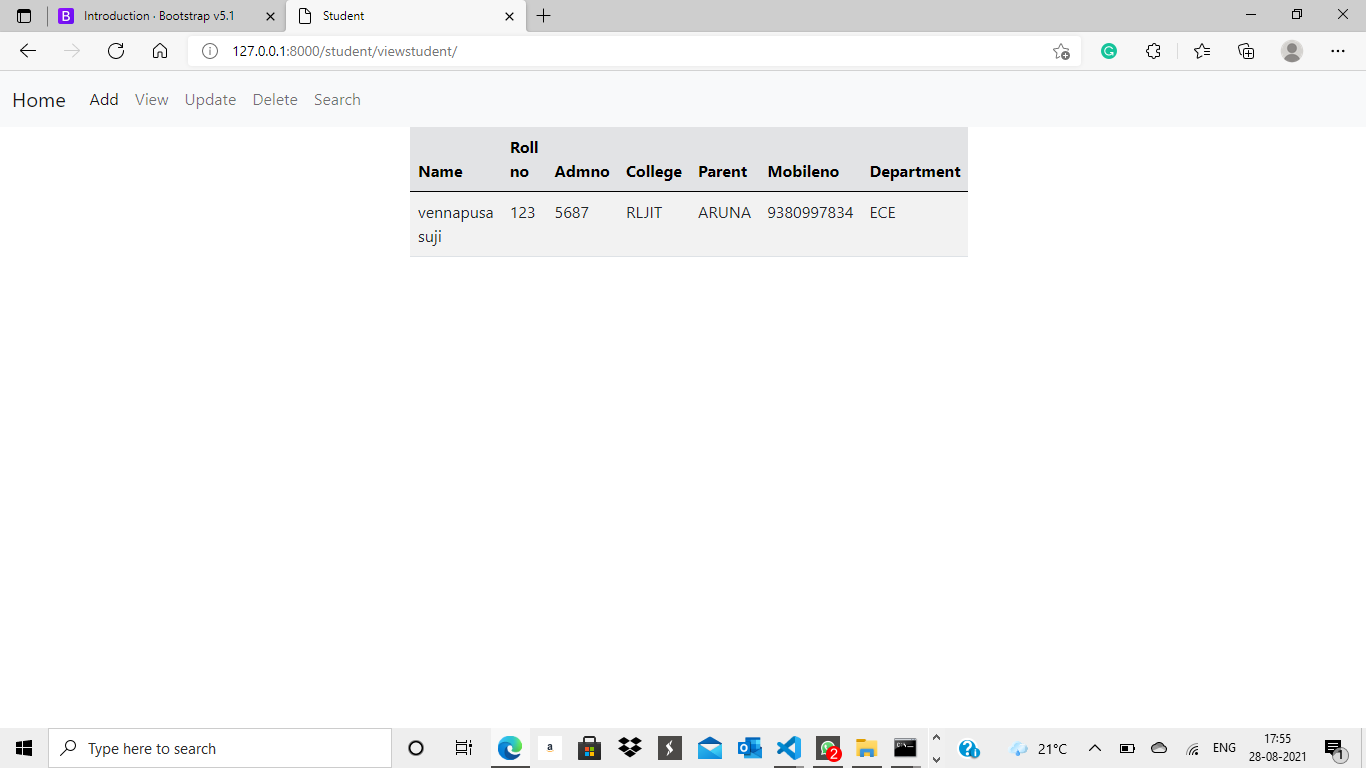 Introduction · Bootstrap v5.1
Student
127.0.0.1:8000/student/viewstudent/
Home Add View Update Delete Search
Name Roll no Admno College Parent Mobileno Department
vennapusa suji 123 5687 RLJIT ARUNA 9380997834 ECE
Type here to search
a
2
21°C
ENG
17:55
28-08-2021
1